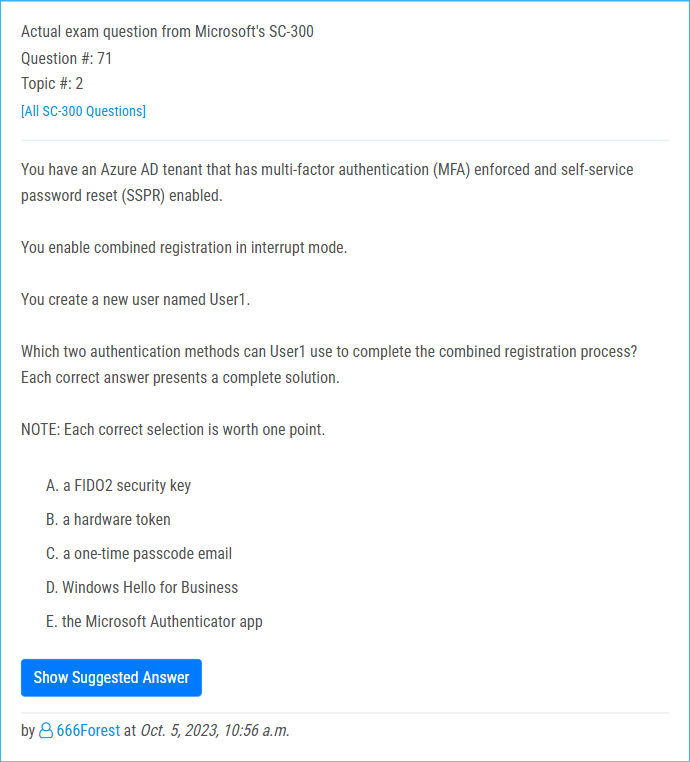 Actual exam question from Microsoft's SC-300
Question #: 71
Topic #: 2
[All SC-300 Questions]
You have an Azure AD tenant that has multi-factor authentication (MFA) enforced and self-service
password reset (SSPR) enabled.
You enable combined registration in interrupt mode.
You create a new user named User1.
Which two authentication methods can User1 use to complete the combined registration process?
Each correct answer presents a complete solution.
NOTE: Each correct selection is worth one point.
A. a FIDO2 security key
B. a hardware token
C. a one-time passcode email
D. Windows Hello for Business
E. the Microsoft Authenticator app
Show Suggested Answer
by 666Forest at Oct. 5, 2023, 10:56 a.m.